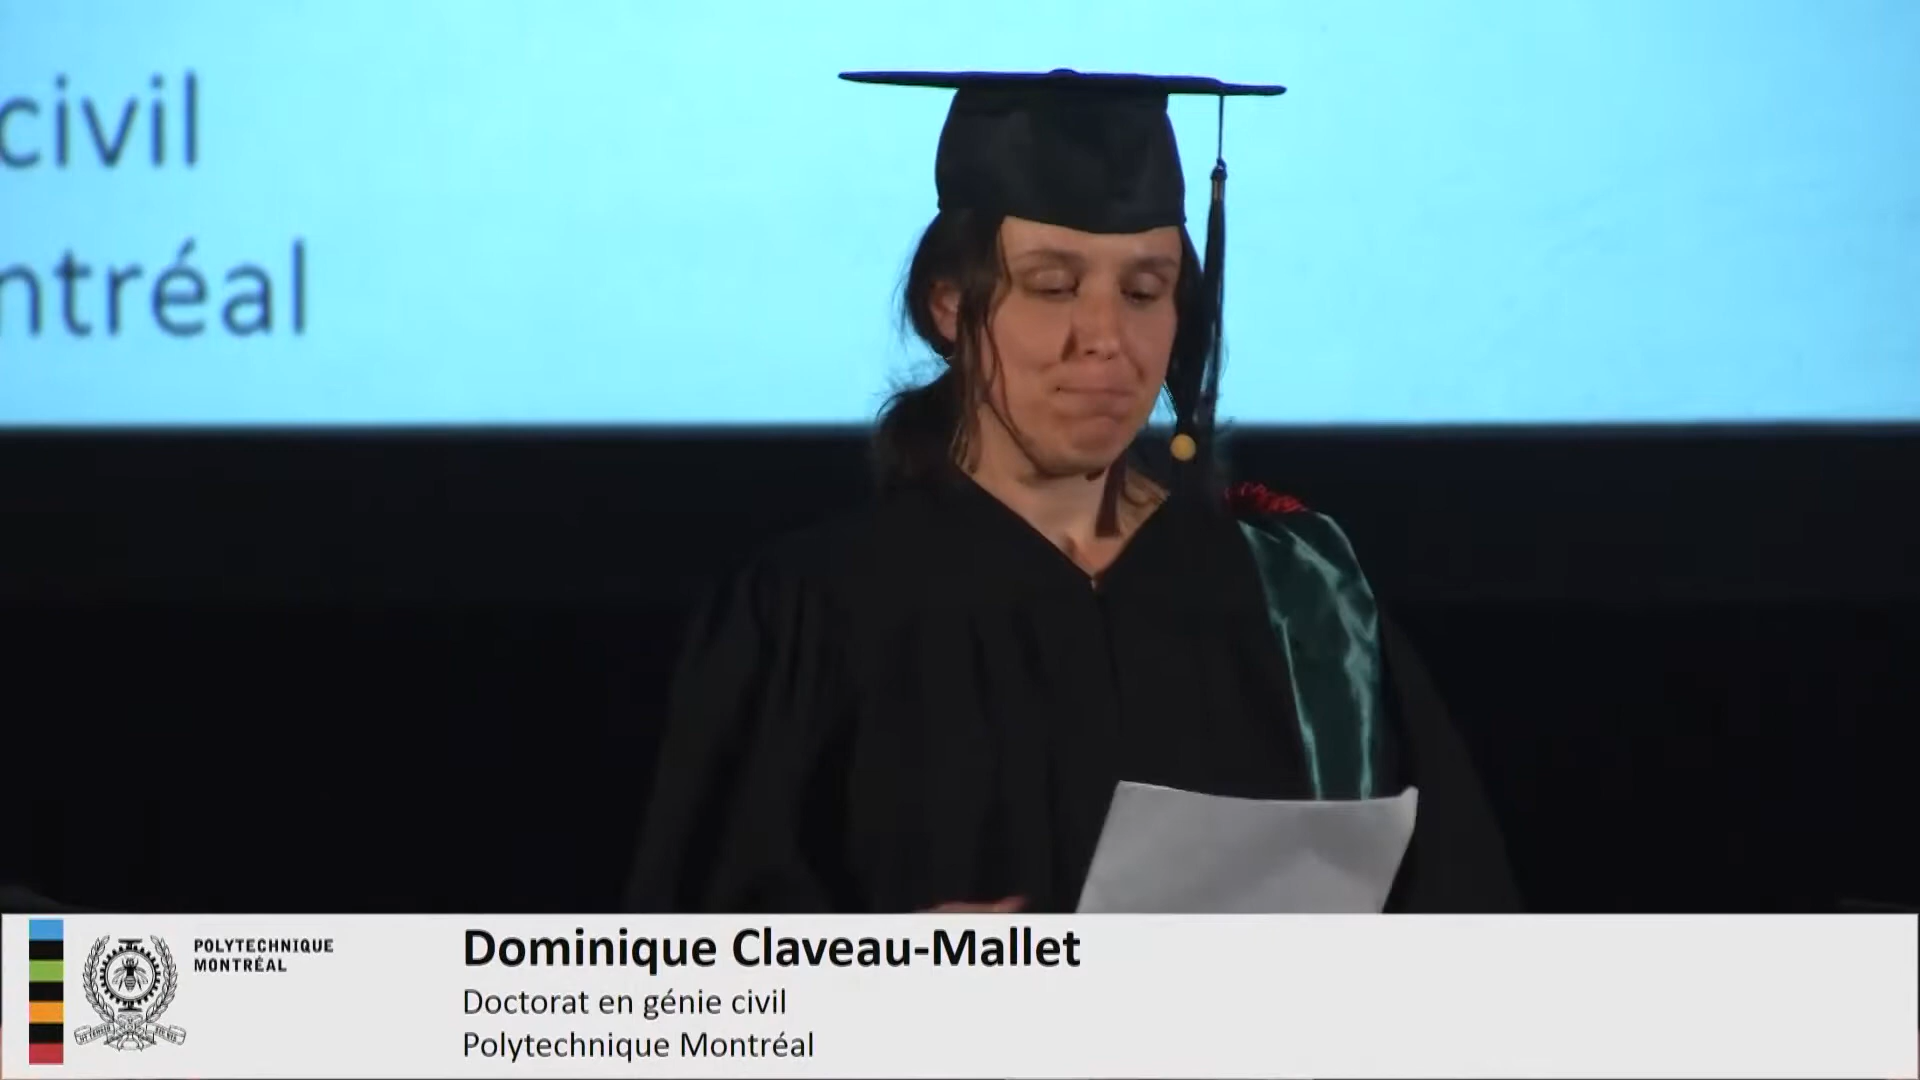 civil
ntréal
POLYTECHNIQUE
MONTRÉAL
Dominique Claveau-Mallet
Doctorat en génie civil
Polytechnique Montréal